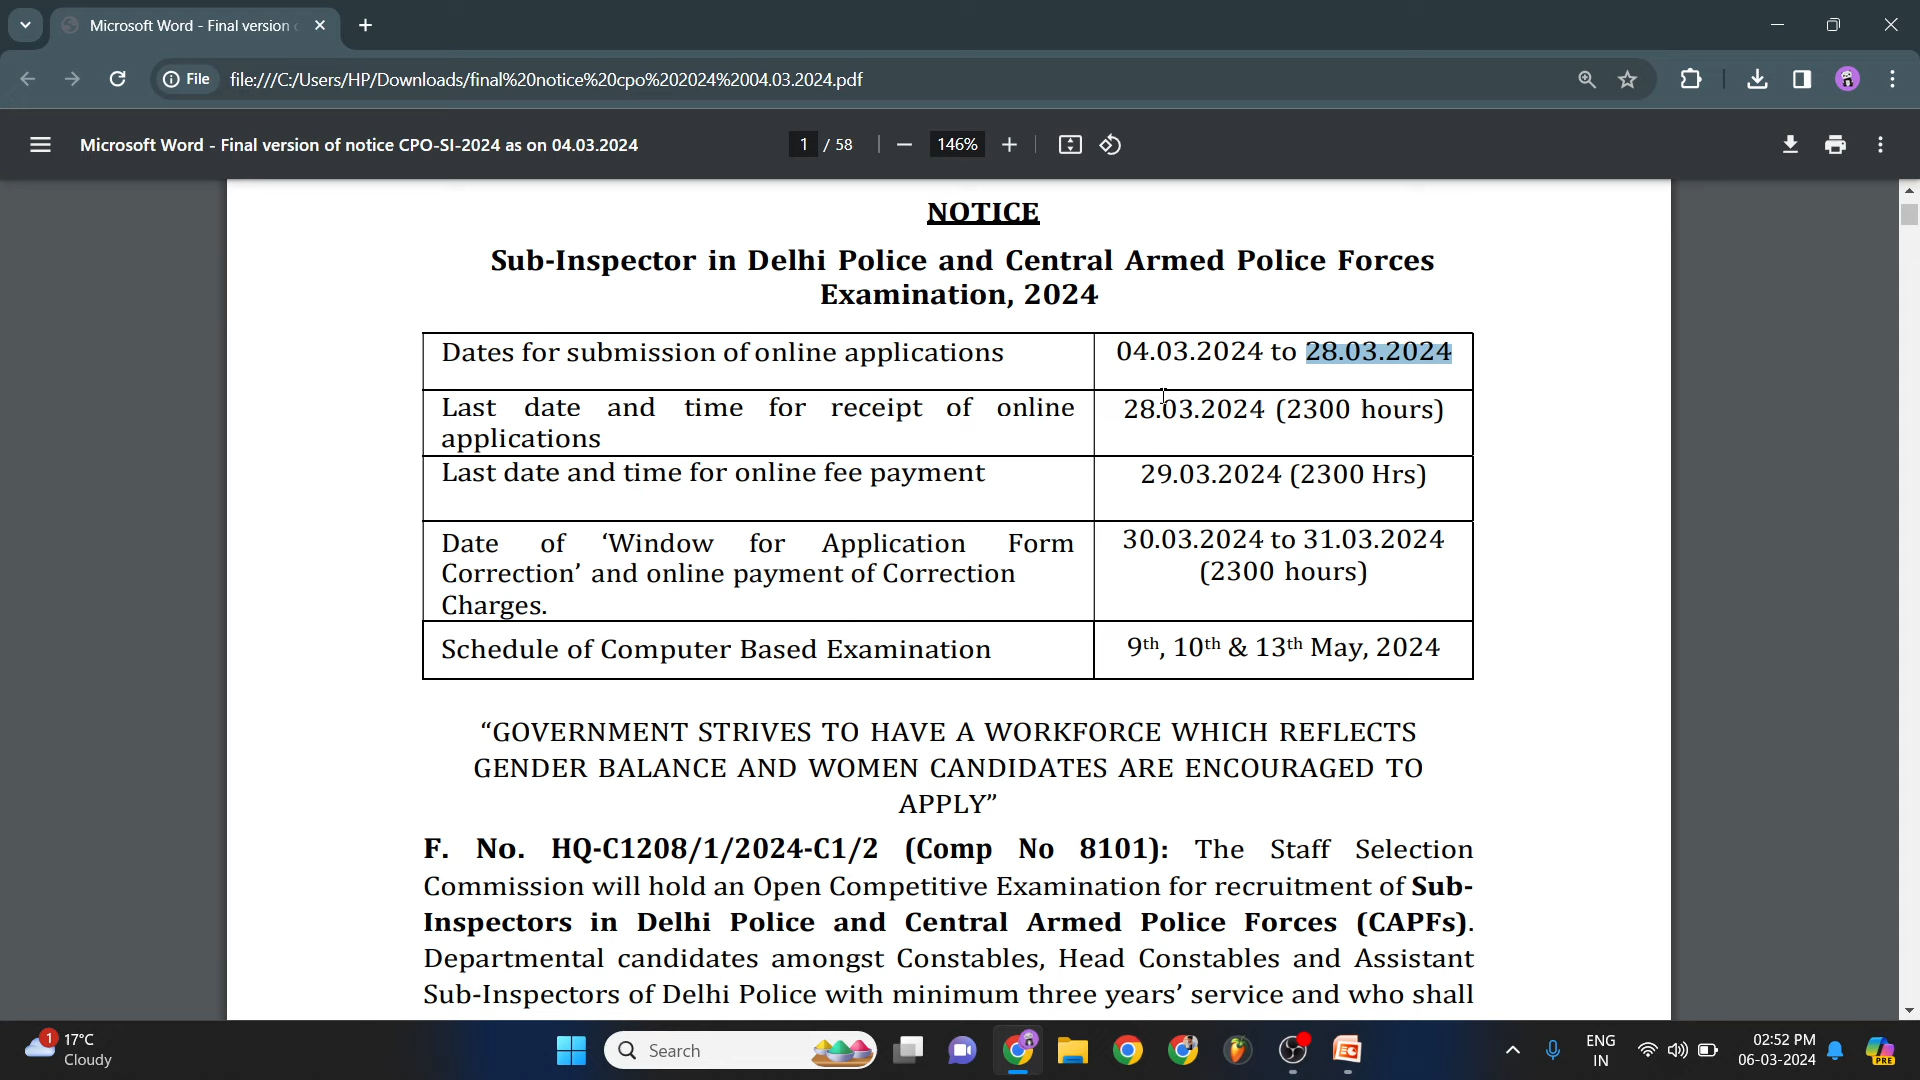 Microsoft Word - Final version
File
file:///C:/Users/HP/Downloads/final%20notice%20cpo%202024%2004.03.2024.pdf
Microsoft Word - Final version of notice CPO-SI-2024 as on 04.03.2024
1 / 58
146%
NOTICE
Sub-Inspector in Delhi Police and Central Armed Police Forces
Examination, 2024
Dates for submission of online applications 04.03.2024 to 28.03.2024
Last date and time for receipt of online 28.03.2024 (2300 hours)
applications
Last date and time for online fee payment 29.03.2024 (2300 Hrs)
Date of ‘Window for Application Form 30.03.2024 to 31.03.2024
Correction’ and online payment of Correction (2300 hours)
Charges.
Schedule of Computer Based Examination 9th, 10th & 13th May, 2024
“GOVERNMENT STRIVES TO HAVE A WORKFORCE WHICH REFLECTS
GENDER BALANCE AND WOMEN CANDIDATES ARE ENCOURAGED TO
APPLY”
F. No. HQ-C1208/1/2024-C1/2 (Comp No 8101): The Staff Selection
Commission will hold an Open Competitive Examination for recruitment of Sub-
Inspectors in Delhi Police and Central Armed Police Forces (CAPFs).
Departmental candidates amongst Constables, Head Constables and Assistant
Sub-Inspectors of Delhi Police with minimum three years’ service and who shall
1
17°C
Cloudy
Search
ENG
IN
02:52 PM
06-03-2024
PRE